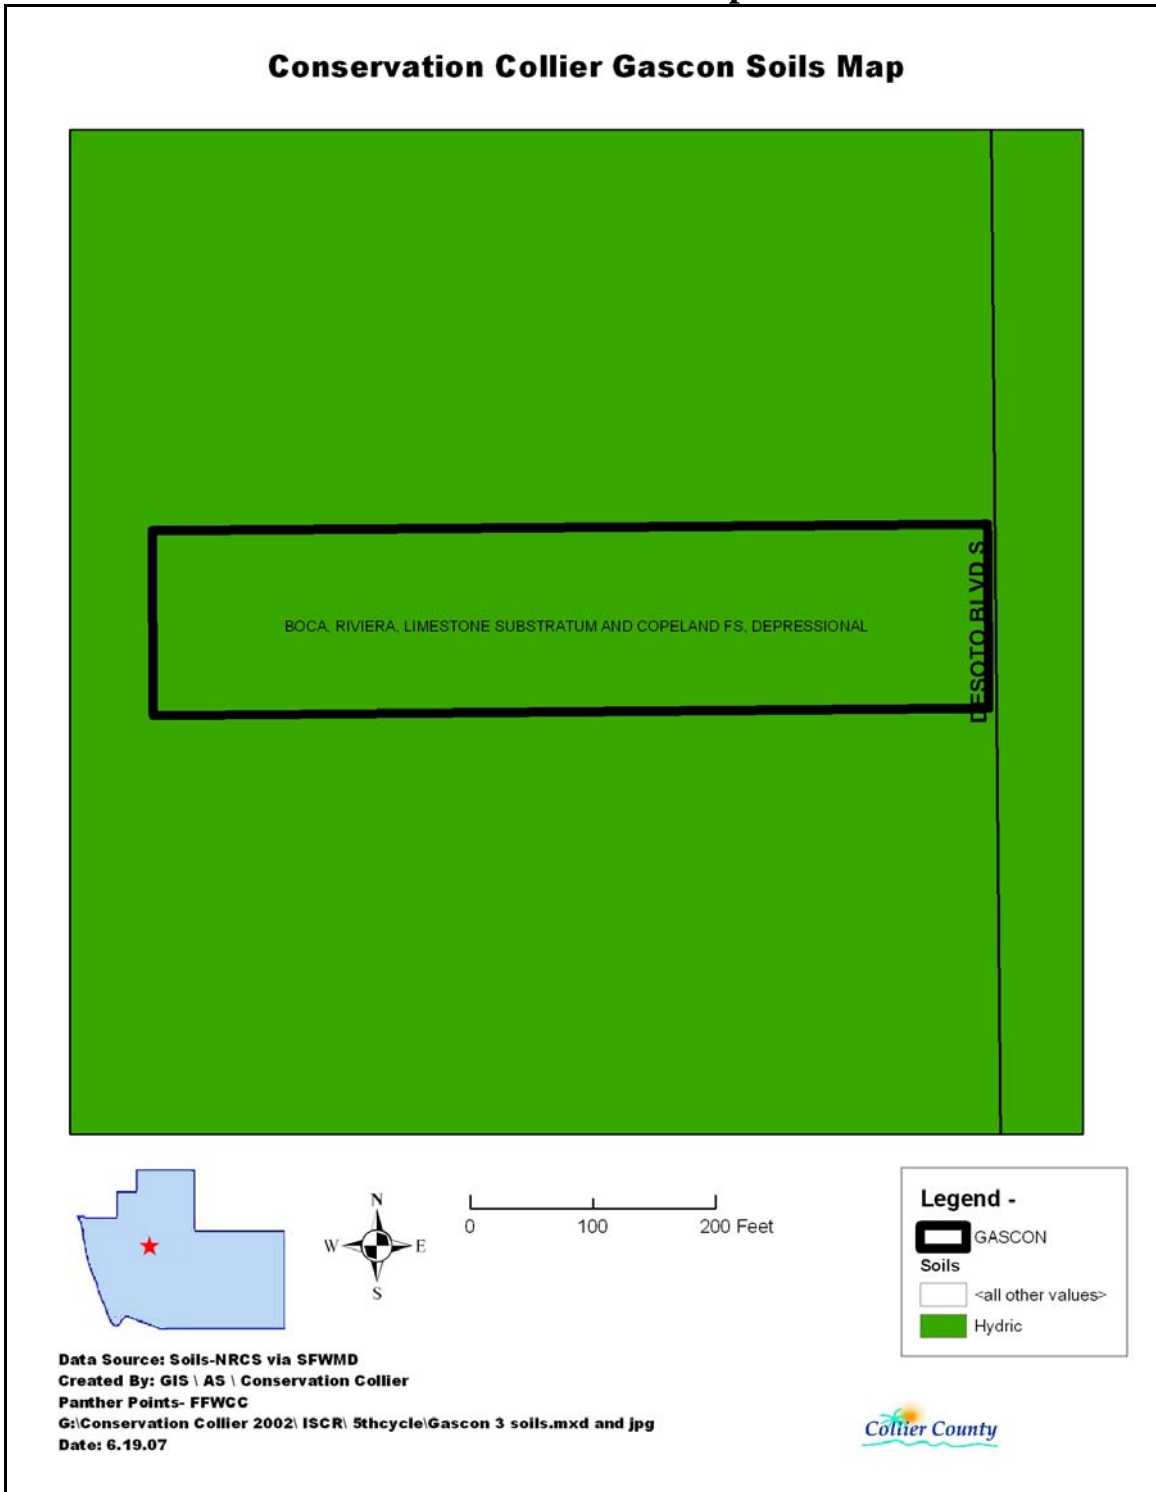 Conservation Collier Gascon Soils Map
BOCA, RIVIERA, LIMESTONE SUBSTRATUM AND COPELAND FS, DEPRESSIONAL
DESOTO BLVD S
N
W E
S
0 100 200 Feet
Legend -
GASCON
Soils
<all other values>
Hydric
Data Source: Soils-NRCS via SFWMD
Created By: GIS \ AS \ Conservation Collier
Panther Points- FFWCC
G:\Conservation Collier 2002\ ISCR\ 5thcycle\Gascon 3 soils.mxd and jpg
Date: 6.19.07
Collier County